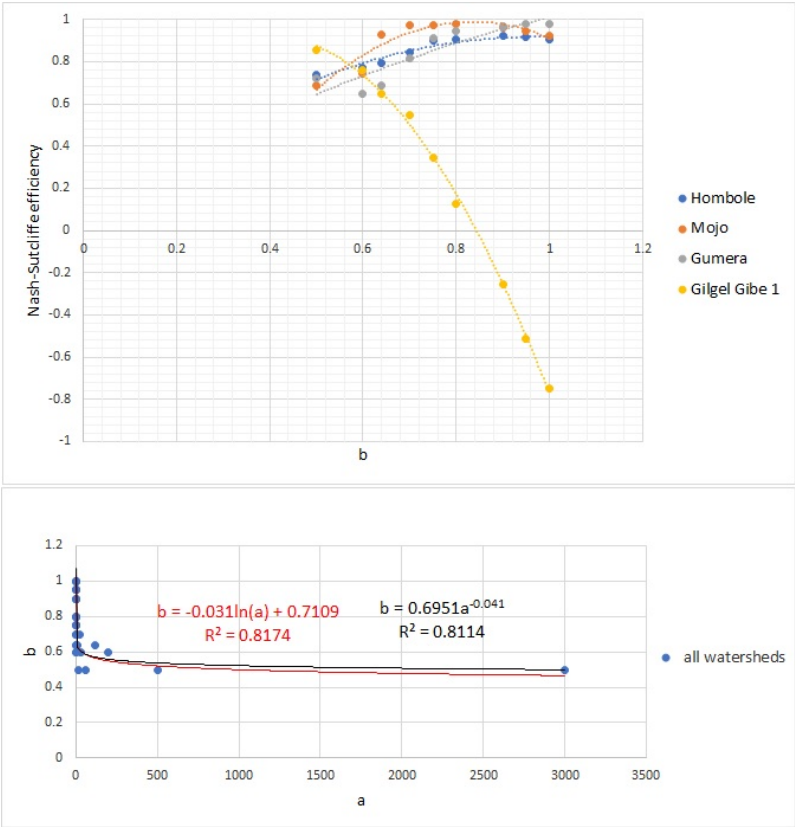 1
0.8
0.6
0.4
0.2
0
-0.2
-0.4
-0.6
-0.8
-1
0 0.2 0.4 0.6 0.8 1 1.2
Nash-Sutcliffe efficiency
b
Hombole
Mojo
Gumera
Gilgel Gibe 1
1.2
1
0.8
0.6
0.4
0.2
0
b
b = -0.031ln(a) + 0.7109
R² = 0.8174
b = 0.6951a^-0.041
R² = 0.8114
all watersheds
0 500 1000 1500 2000 2500 3000 3500
a